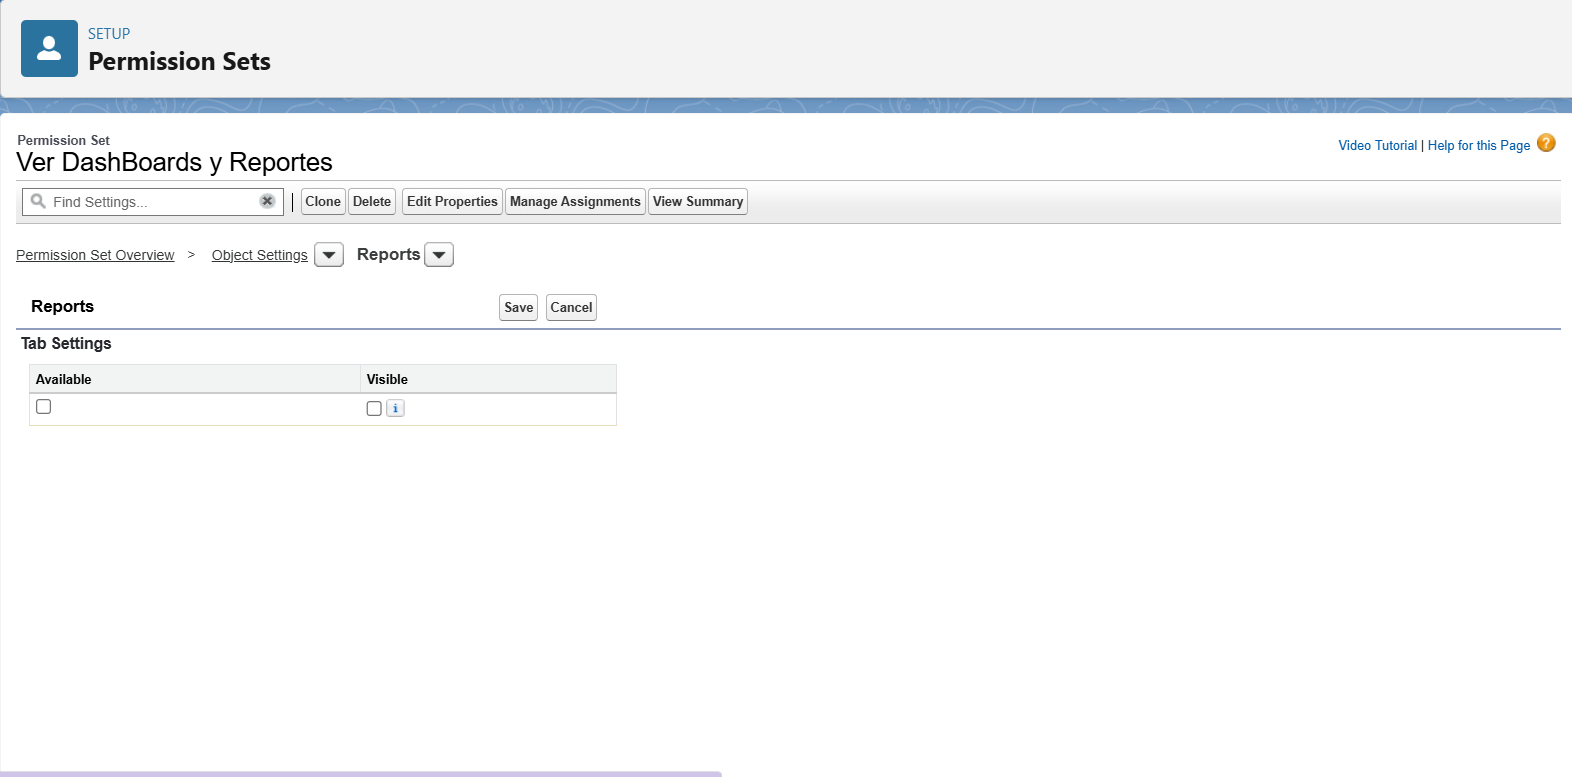 SETUP
Permission Sets
Permission Set
Ver DashBoards y Reportes
Video Tutorial | Help for this Page ?
Find Settings...
Clone Delete Edit Properties Manage Assignments View Summary
Permission Set Overview > Object Settings Reports
Reports Save Cancel
Tab Settings
Available Visible
i